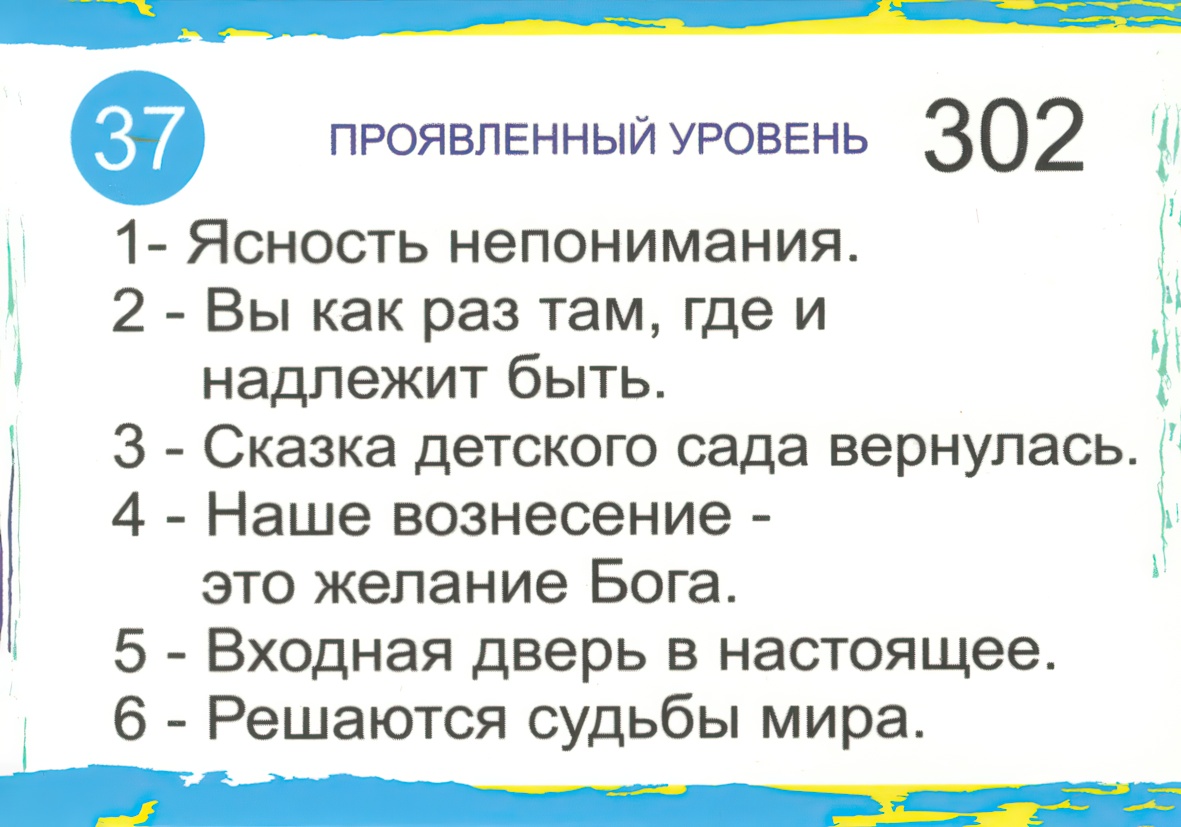 37 ПРОЯВЛЕННЫЙ УРОВЕНЬ 302
1- Ясность непонимания.
2 - Вы как раз там, где и
надлежит быть.
3 - Сказка детского сада вернулась.
4 - Наше вознесение -
это желание Бога.
5 - Входная дверь в настоящее.
6 - Решаются судьбы мира.